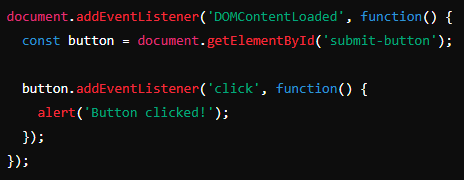 document.addEventListener('DOMContentLoaded', function() {
  const button = document.getElementById('submit-button');

  button.addEventListener('click', function() {
    alert('Button clicked!');
  });
});